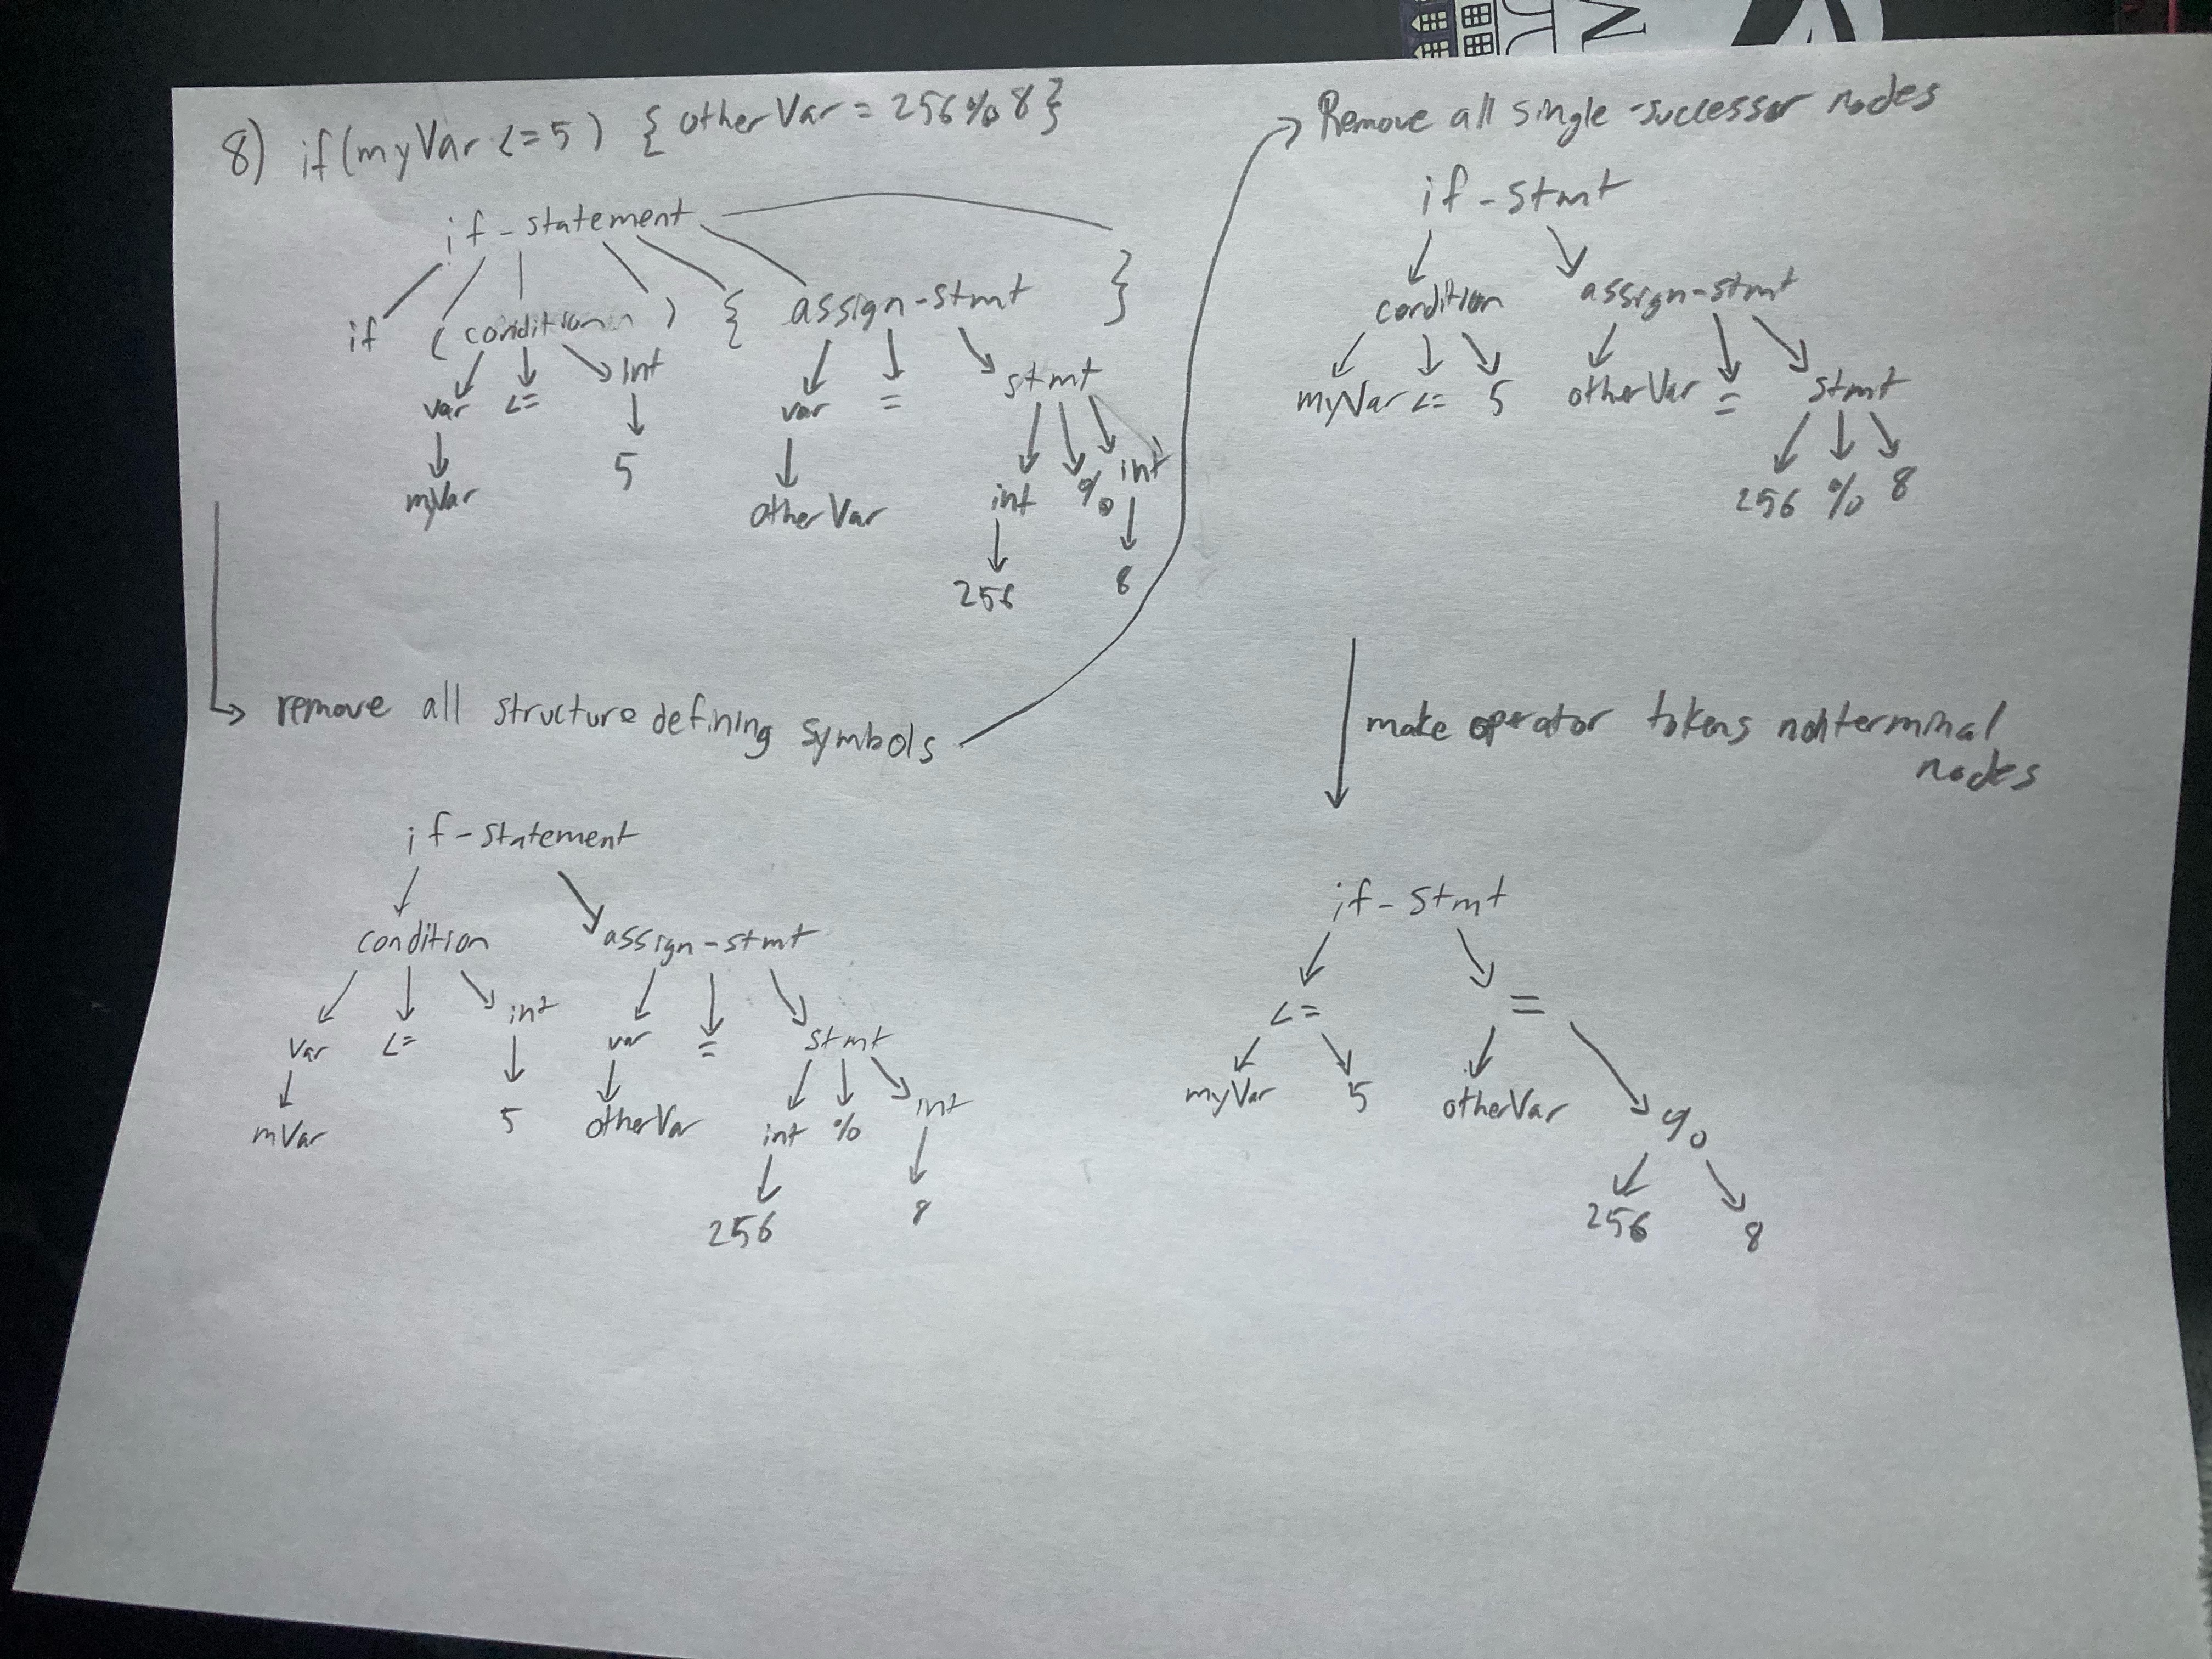 8) if(myVar <= 5) { otherVar = 256 % 8}
if-statement
if ( condition ) { assign-stmt }
var <= int var = stmt
myVar 5 otherVar int % int
256 8
→ remove all structure defining symbols
if-statement
condition assign-stmt
var <= int var = stmt
mVar 5 otherVar int % int
256 8
→ Remove all single-successor nodes
if-stmt
condition assign-stmt
myVar <= 5 otherVar = stmt
256 % 8
make oprator tokens nonterminal
nodes
if-stmt
<= =
myVar 5 otherVar %
256 8